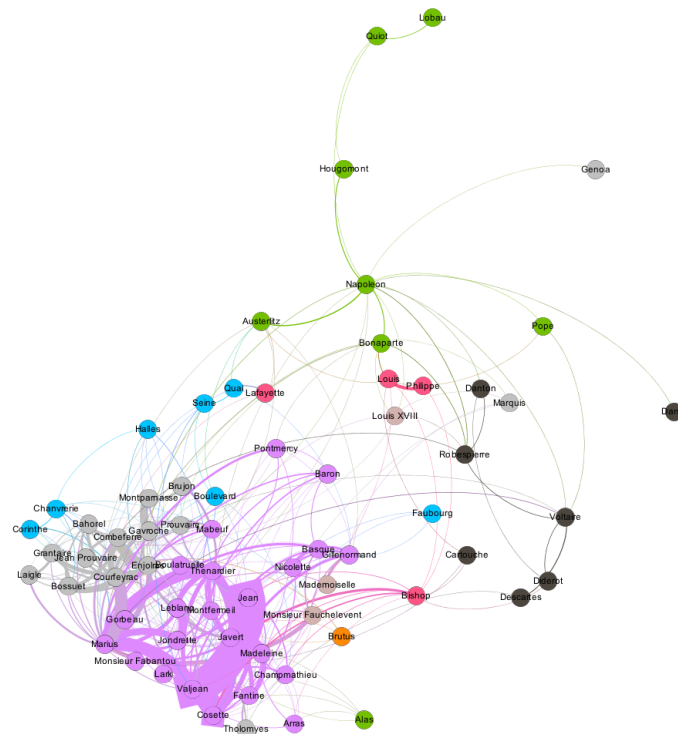 Lobau
Quiot
Hougomont
Genoia
Napoleon
Austerlitz
Pope
Bonaparte
Louis
Philippe
Quai
Lafayette
Danton
Seine
Marquis
Louis XVIII
Halles
Pontmercy
Robespierre
Baron
Brujon
Montparnasse
Boulevard
Chanvrerie
Faubourg
Voltaire
Bahorel
Prouvaire
Corinthe
Gavroche
Mabeuf
Combeferre
Grantaire
Jean Prouvaire
Basque
Gillenormand
Cartouche
Enjolras
Boulatruelle
Thenardier
Nicolette
Laigle
Courfeyrac
Bossuet
Mademoiselle
Diderot
Bishop
Descartes
Jean
Leblanc
Montfermeil
Monsieur Fauchelevent
Gorbeau
Brutus
Marius
Jondrette
Javert
Madeleine
Monsieur Fabantou
Lark
Champmathieu
Valjean
Fantine
Cosette
Alas
Arras
Tholomyes